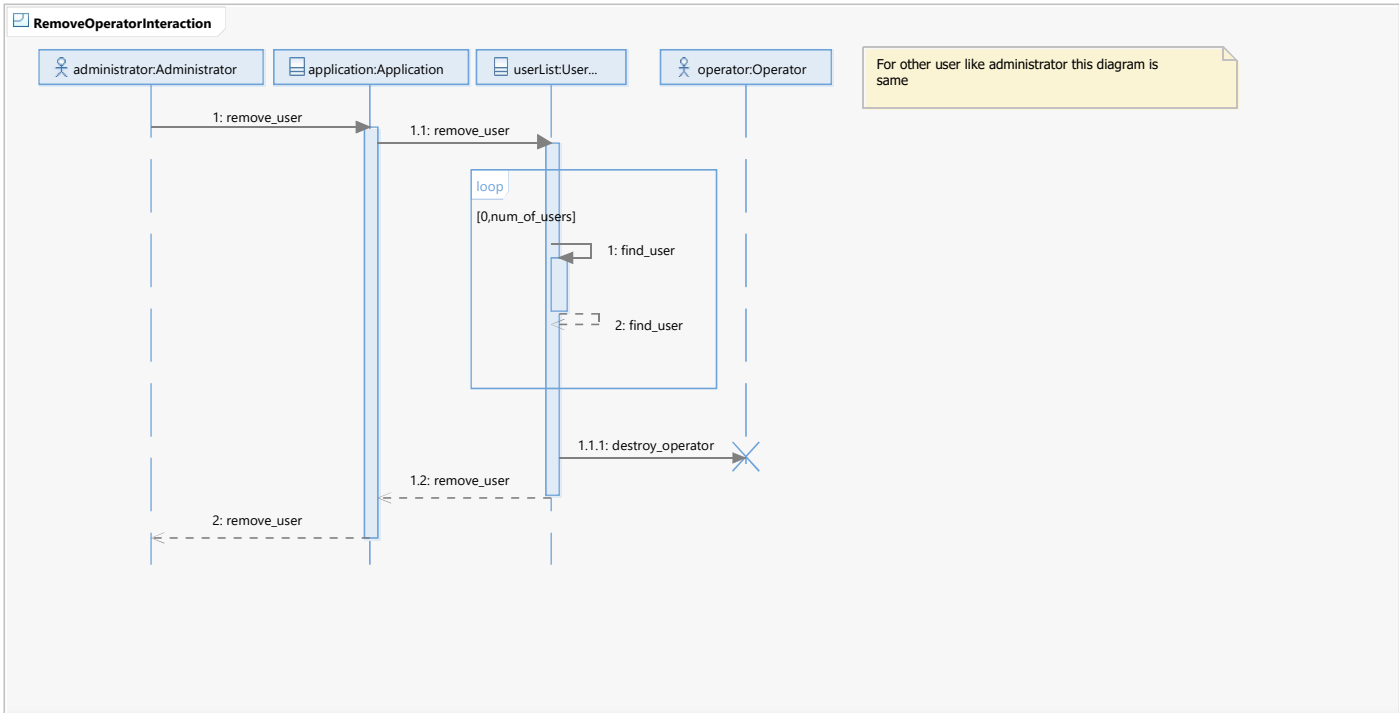 RemoveOperatorInteraction
administrator:Administrator
application:Application
userList:User...
operator:Operator
For other user like administrator this diagram is
same
1: remove_user
1.1: remove_user
loop
[0,num_of_users]
1: find_user
2: find_user
1.1.1: destroy_operator
1.2: remove_user
2: remove_user